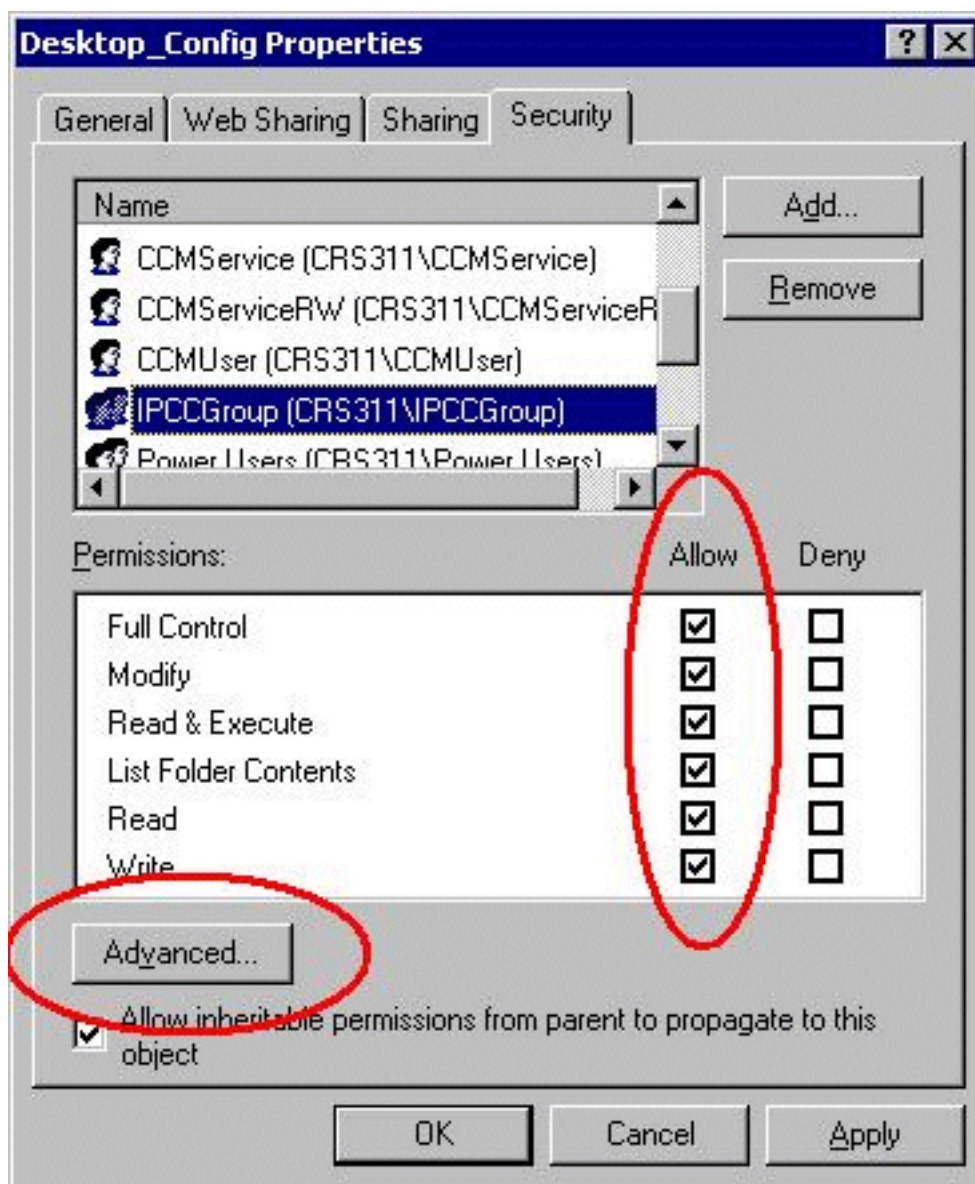 Desktop_Config Properties
General
Web Sharing
Sharing
Security
Name
CCMService (CRS311\CCMService)
CCMServiceRW (CRS311\CCMServiceR
CCMUser (CRS311\CCMUser)
IPCCGroup (CRS311\IPCCGroup)
Power Users (CRS311\Power Users)
Add...
Remove
Permissions:
Allow
Deny
Full Control
Modify
Read & Execute
List Folder Contents
Read
Write
Advanced...
Allow inheritable permissions from parent to propagate to this
object
OK
Cancel
Apply